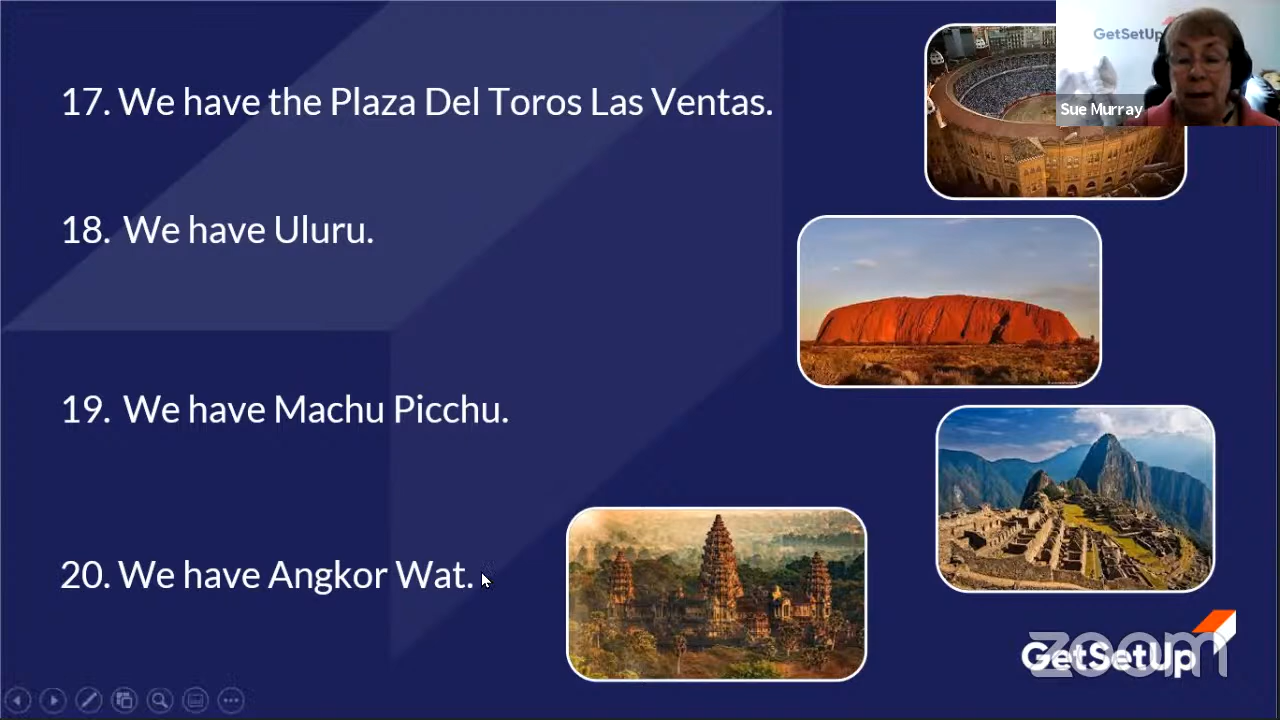 GetSetUp
Sue Murray
17. We have the Plaza Del Toros Las Ventas.
18. We have Uluru.
19. We have Machu Picchu.
20. We have Angkor Wat.
zoom
GetSetUp